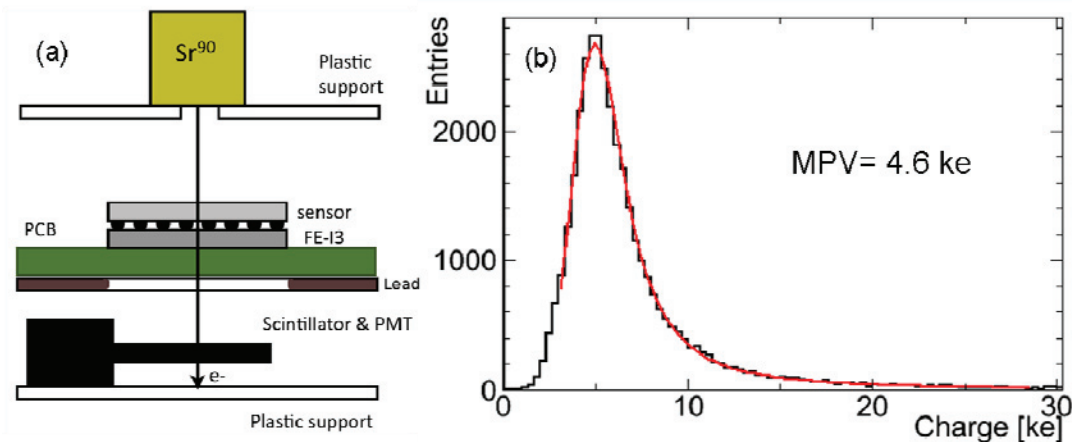 (a)
Sr90
Plastic
support
sensor
PCB
FE-I3
Lead
Scintillator & PMT
e-
Plastic support
(b)
Entries
2000
1000
0
MPV= 4.6 ke
0
10
20
30
Charge [ke]